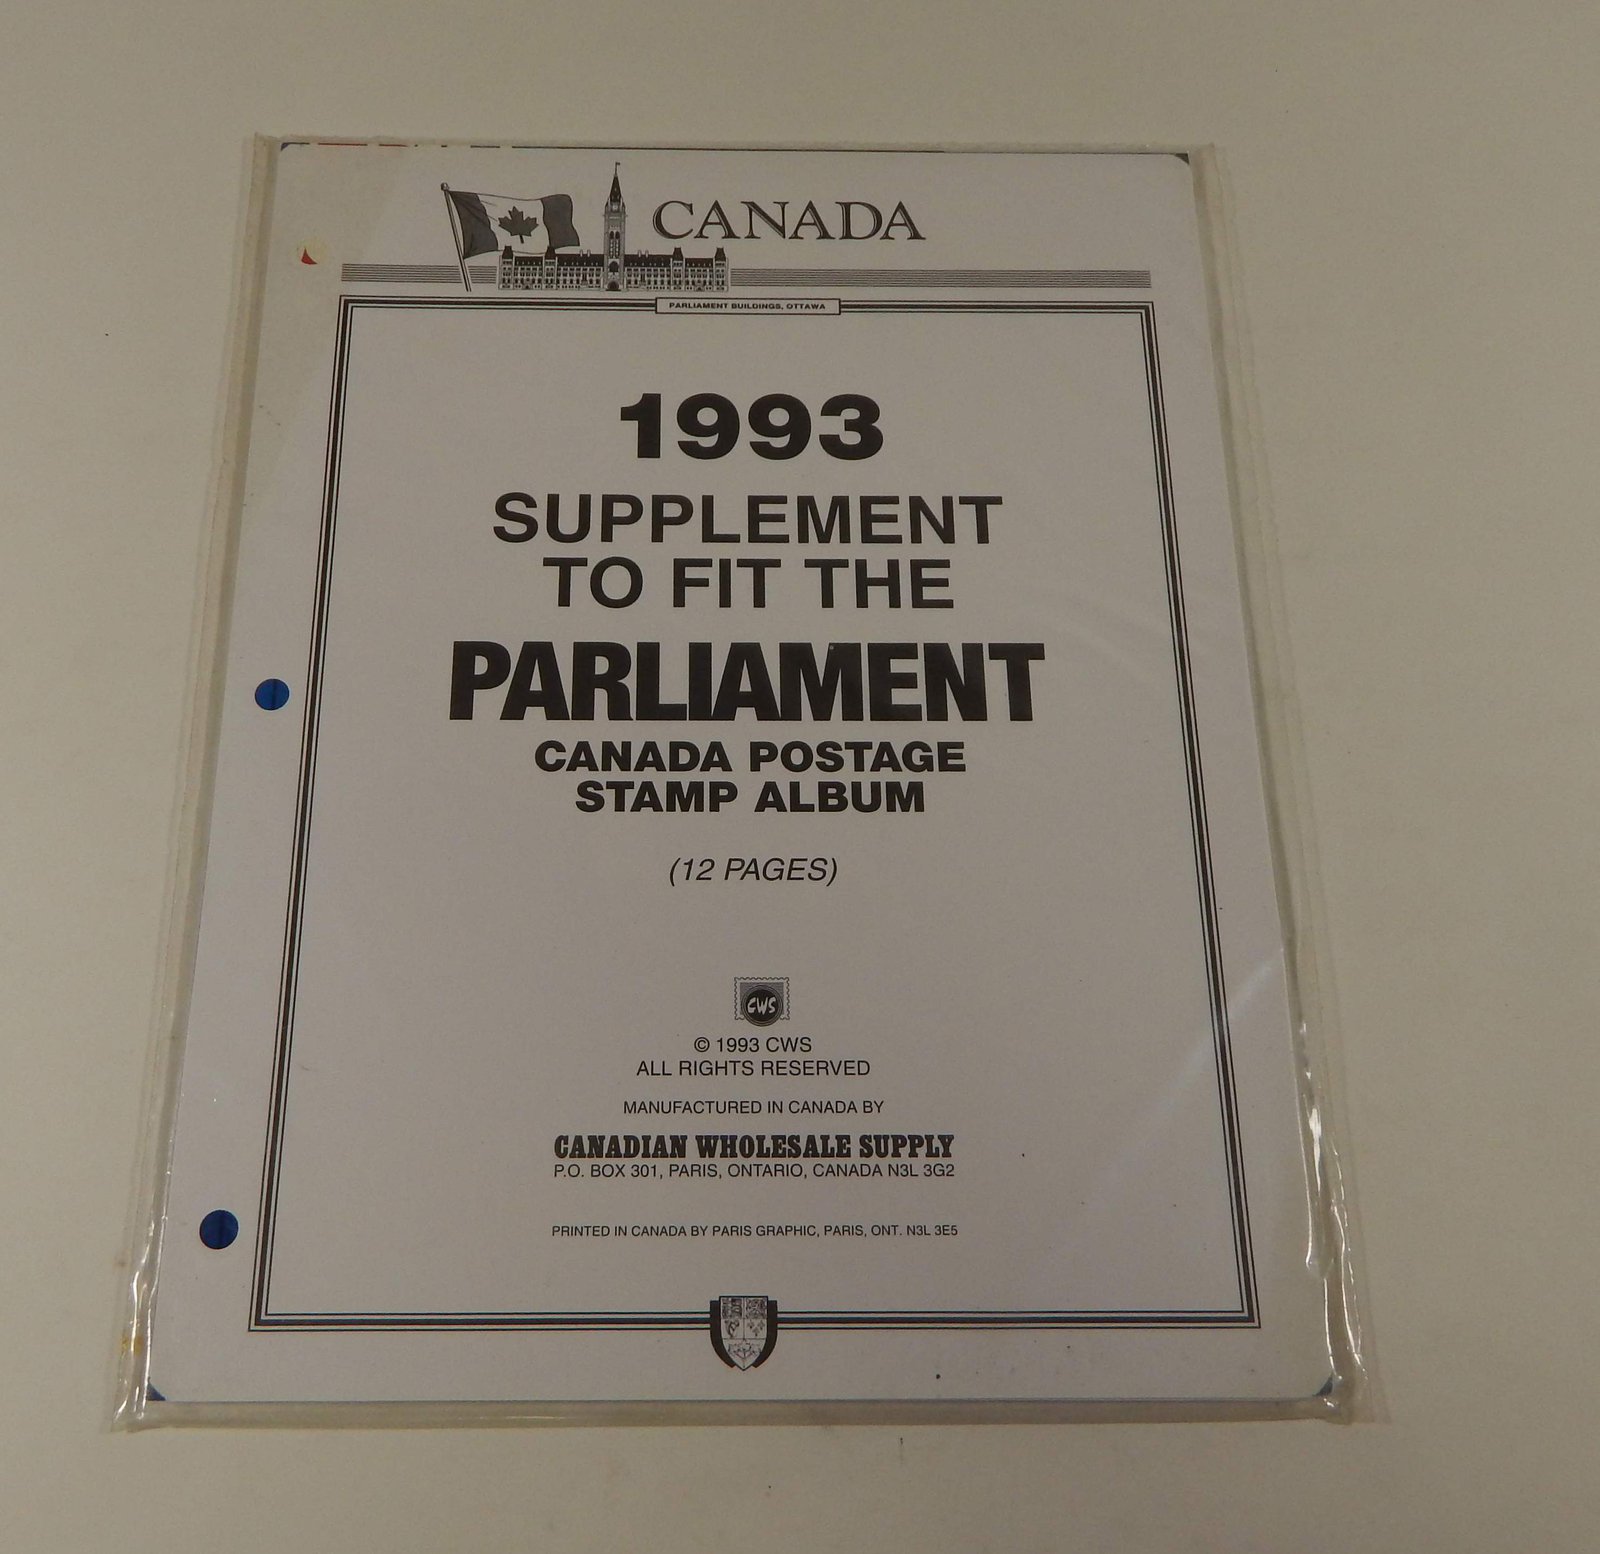 CANADA
PARLIAMENT BUILDINGS, OTTAWA
1993
SUPPLEMENT
TO FIT THE
PARLIAMENT
CANADA POSTAGE
STAMP ALBUM
(12 PAGES)
CWS
© 1993 CWS
ALL RIGHTS RESERVED
MANUFACTURED IN CANADA BY
CANADIAN WHOLESALE SUPPLY
P.O. BOX 301, PARIS, ONTARIO, CANADA N3L 3G2
PRINTED IN CANADA BY PARIS GRAPHIC, PARIS, ONT. N3L 3E5